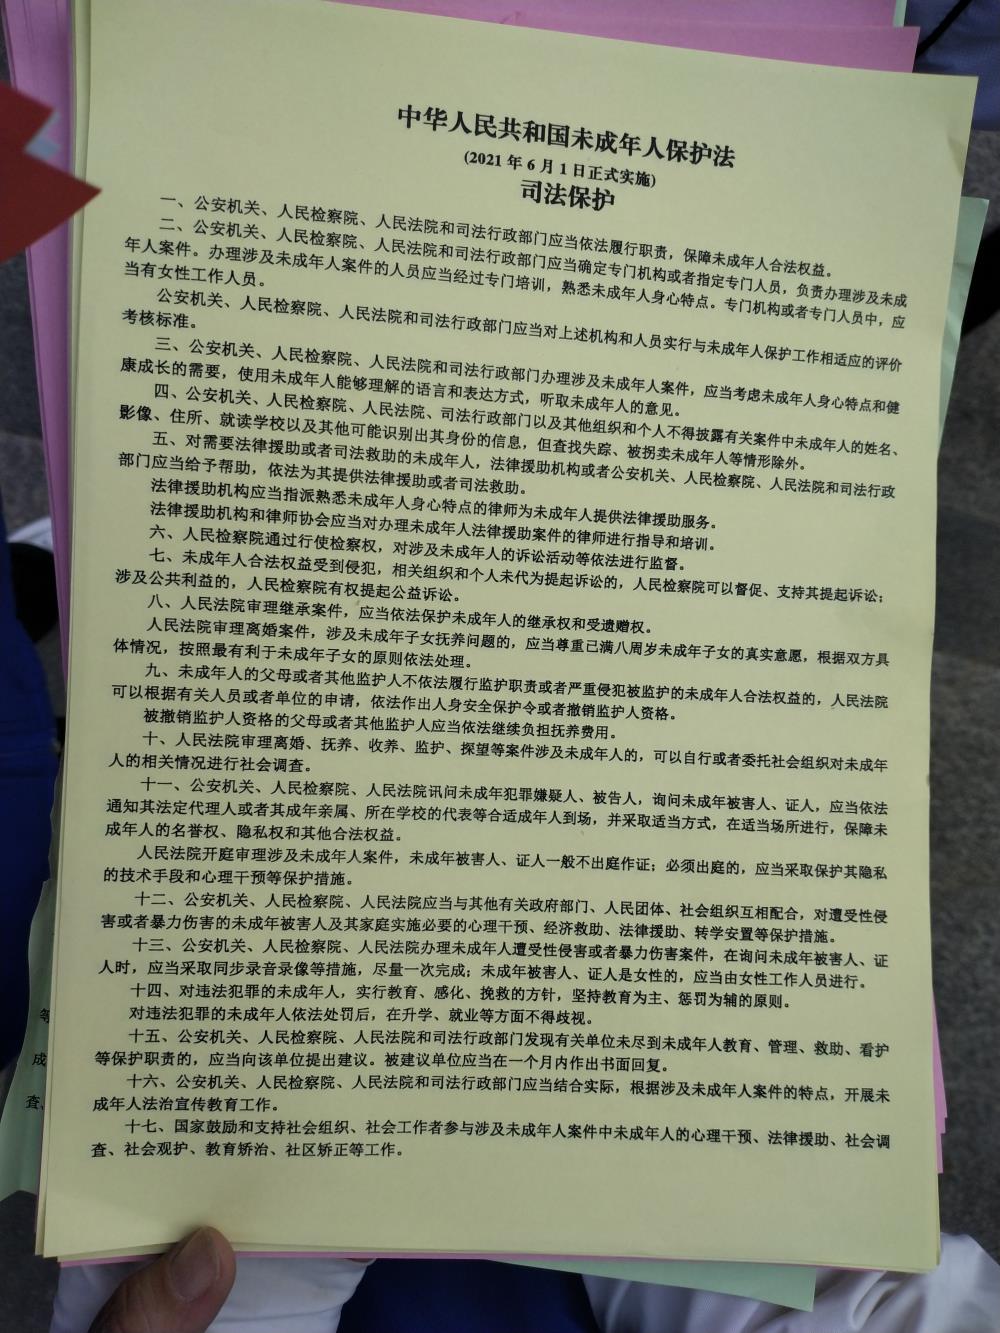 中华人民共和国未成年人保护法
(2021年6月1日正式实施)
司法保护
一、公安机关、人民检察院、人民法院和司法行政部门应当依法履行职责，保障未成年人合法权益。
二、公安机关、人民检察院、人民法院和司法行政部门应当确定专门机构或者指定专门人员，负责办理涉及未成
年人案件。办理涉及未成年人案件的人员应当经过专门培训，熟悉未成年人身心特点。专门机构或者专门人员中，应
当有女性工作人员。
公安机关、人民检察院、人民法院和司法行政部门应当对上述机构和人员实行与未成年人保护工作相适应的评价
考核标准。
三、公安机关、人民检察院、人民法院和司法行政部门办理涉及未成年人案件，应当考虑未成年人身心特点和健
康成长的需要，使用未成年人能够理解的语言和表达方式，听取未成年人的意见。
四、公安机关、人民检察院、人民法院、司法行政部门以及其他组织和个人不得披露有关案件中未成年人的姓名、
影像、住所、就读学校以及其他可能识别出其身份的信息，但查找失踪、被拐卖未成年人等情形除外。
五、对需要法律援助或者司法救助的未成年人，法律援助机构或者公安机关、人民检察院、人民法院和司法行政
部门应当给予帮助，依法为其提供法律援助或者司法救助。
法律援助机构应当指派熟悉未成年人身心特点的律师为未成年人提供法律援助服务。
法律援助机构和律师协会应当对办理未成年人法律援助案件的律师进行指导和培训。
六、人民检察院通过行使检察权，对涉及未成年人的诉讼活动等依法进行监督。
七、未成年人合法权益受到侵犯，相关组织和个人未代为提起诉讼的，人民检察院可以督促、支持其提起诉讼；
涉及公共利益的，人民检察院有权提起公益诉讼。
八、人民法院审理继承案件，应当依法保护未成年人的继承权和受遗赠权。
人民法院审理离婚案件，涉及未成年子女抚养问题的，应当尊重已满八周岁未成年子女的真实意愿，根据双方具
体情况，按照最有利于未成年子女的原则依法处理。
九、未成年人的父母或者其他监护人不依法履行监护职责或者严重侵犯被监护的未成年人合法权益的，人民法院
可以根据有关人员或者单位的申请，依法作出人身安全保护令或者撤销监护人资格。
被撤销监护人资格的父母或者其他监护人应当依法继续负担抚养费用。
十、人民法院审理离婚、抚养、收养、监护、探望等案件涉及未成年人的，可以自行或者委托社会组织对未成年
人的相关情况进行社会调查。
十一、公安机关、人民检察院、人民法院讯问未成年犯罪嫌疑人、被告人，询问未成年被害人、证人，应当依法
通知其法定代理人或者其成年亲属、所在学校的代表等合适成年人到场，并采取适当方式，在适当场所进行，保障未
成年人的名誉权、隐私权和其他合法权益。
人民法院开庭审理涉及未成年人案件，未成年被害人、证人一般不出庭作证；必须出庭的，应当采取保护其隐私
的技术手段和心理干预等保护措施。
十二、公安机关、人民检察院、人民法院应当与其他有关政府部门、人民团体、社会组织互相配合，对遭受性侵
害或者暴力伤害的未成年被害人及其家庭实施必要的心理干预、经济救助、法律援助、转学安置等保护措施。
十三、公安机关、人民检察院、人民法院办理未成年人遭受性侵害或者暴力伤害案件，在询问未成年被害人、证
人时，应当采取同步录音录像等措施，尽量一次完成；未成年被害人、证人是女性的，应当由女性工作人员进行。
十四、对违法犯罪的未成年人，实行教育、感化、挽救的方针，坚持教育为主、惩罚为辅的原则。
对违法犯罪的未成年人依法处罚后，在升学、就业等方面不得歧视。
十五、公安机关、人民检察院、人民法院和司法行政部门发现有关单位未尽到未成年人教育、管理、救助、看护
等保护职责的，应当向该单位提出建议。被建议单位应当在一个月内作出书面回复。
十六、公安机关、人民检察院、人民法院和司法行政部门应当结合实际，根据涉及未成年人案件的特点，开展未
成年人法治宣传教育工作。
十七、国家鼓励和支持社会组织、社会工作者参与涉及未成年人案件中未成年人的心理干预、法律援助、社会调
查、社会观护、教育矫治、社区矫正等工作。
等
成
查